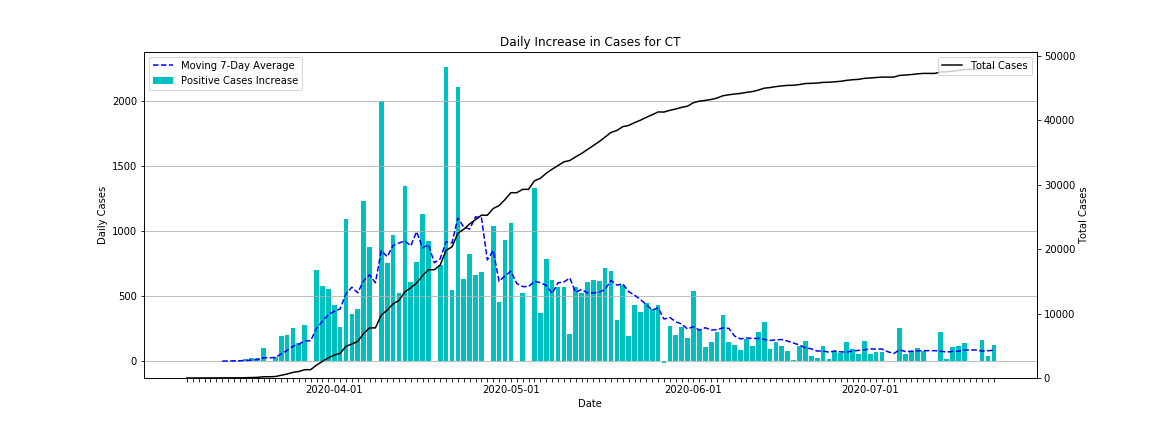 Daily Increase in Cases for CT
Moving 7-Day Average
Positive Cases Increase
Total Cases
2000
1500
1000
500
0
Daily Cases
50000
40000
30000
20000
10000
0
Total Cases
2020-04-01
2020-05-01
2020-06-01
2020-07-01
Date